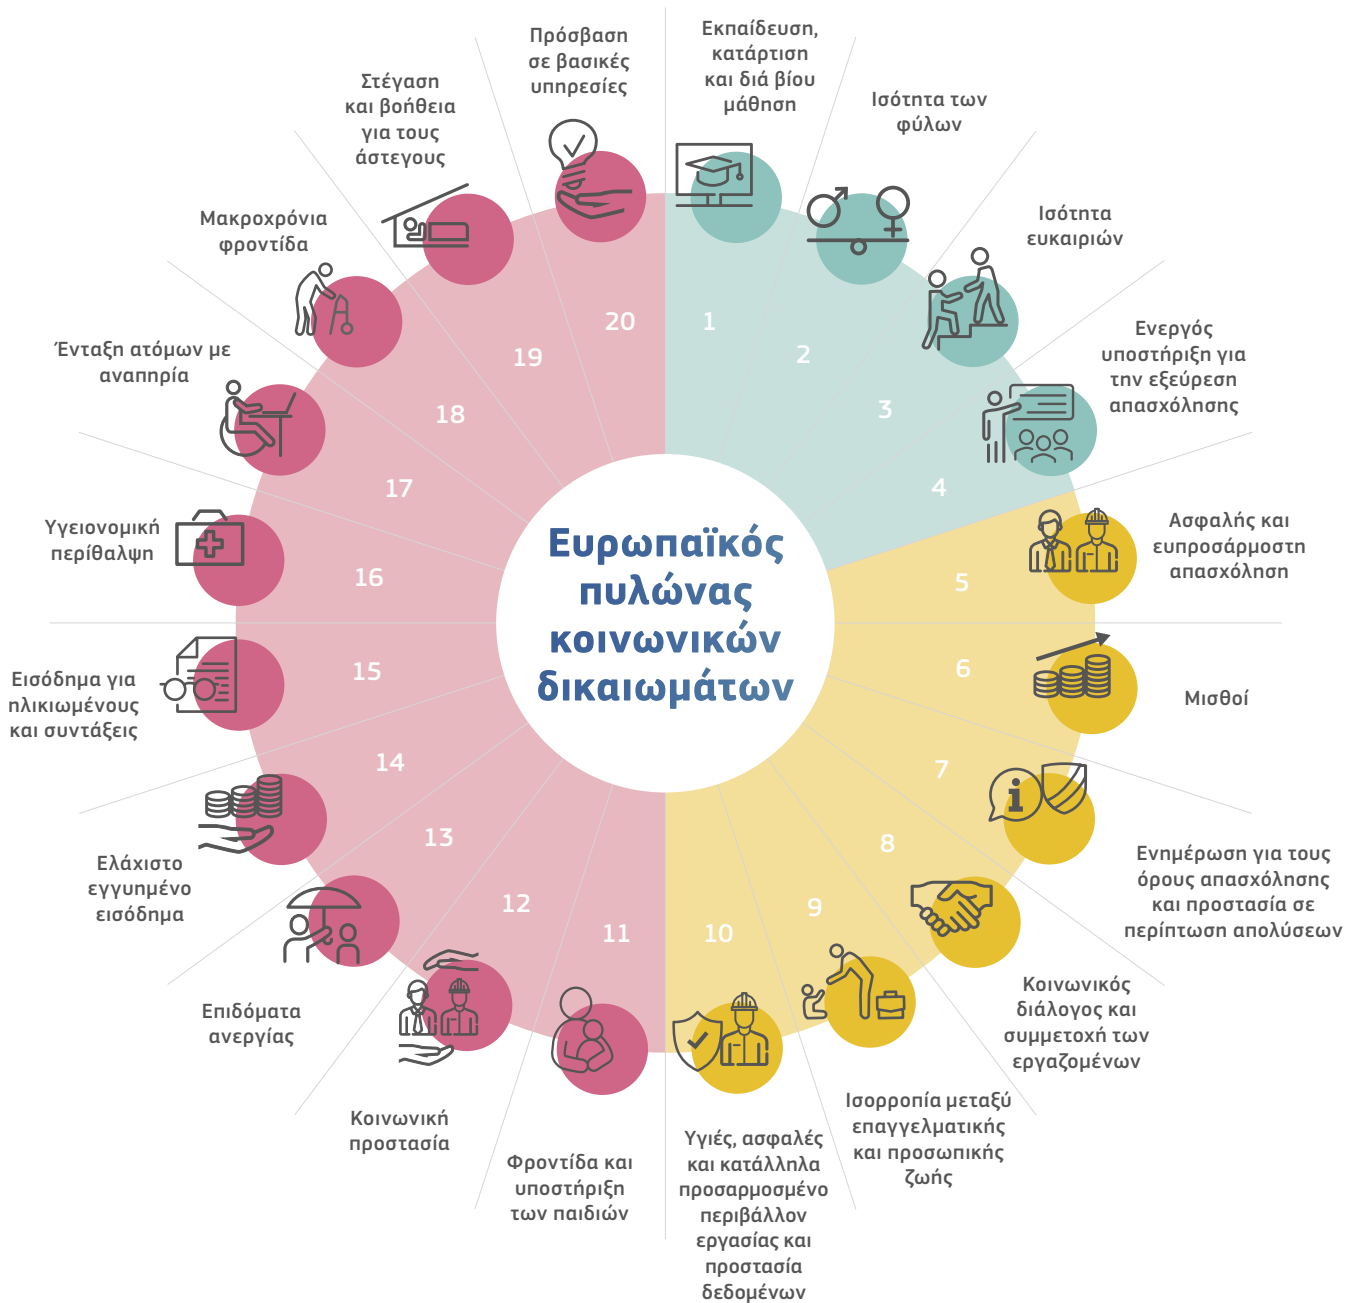 Ευρωπαϊκός
πυλώνας
κοινωνικών
δικαιωμάτων
1
Εκπαίδευση,
κατάρτιση
και διά βίου
μάθηση
2
Ισότητα των
φύλων
3
Ισότητα
ευκαιριών
4
Ενεργός
υποστήριξη για
την εξεύρεση
απασχόλησης
5
Ασφαλής και
ευπροσάρμοστη
απασχόληση
6
Μισθοί
7
Ενημέρωση για τους
όρους απασχόλησης
και προστασία σε
περίπτωση απολύσεων
8
Κοινωνικός
διάλογος και
συμμετοχή των
εργαζομένων
9
Ισορροπία μεταξύ
επαγγελματικής
και προσωπικής
ζωής
10
Υγιές, ασφαλές
και κατάλληλα
προσαρμοσμένο
περιβάλλον
εργασίας και
προστασία
δεδομένων
11
Φροντίδα και
υποστήριξη
των παιδιών
12
Κοινωνική
προστασία
13
Επιδόματα
ανεργίας
14
Ελάχιστο
εγγυημένο
εισόδημα
15
Εισόδημα για
ηλικιωμένους
και συντάξεις
16
Υγειονομική
περίθαλψη
17
Ένταξη ατόμων με
αναπηρία
18
Μακροχρόνια
φροντίδα
19
Στέγαση
και βοήθεια
για τους
άστεγους
20
Πρόσβαση
σε βασικές
υπηρεσίες
i